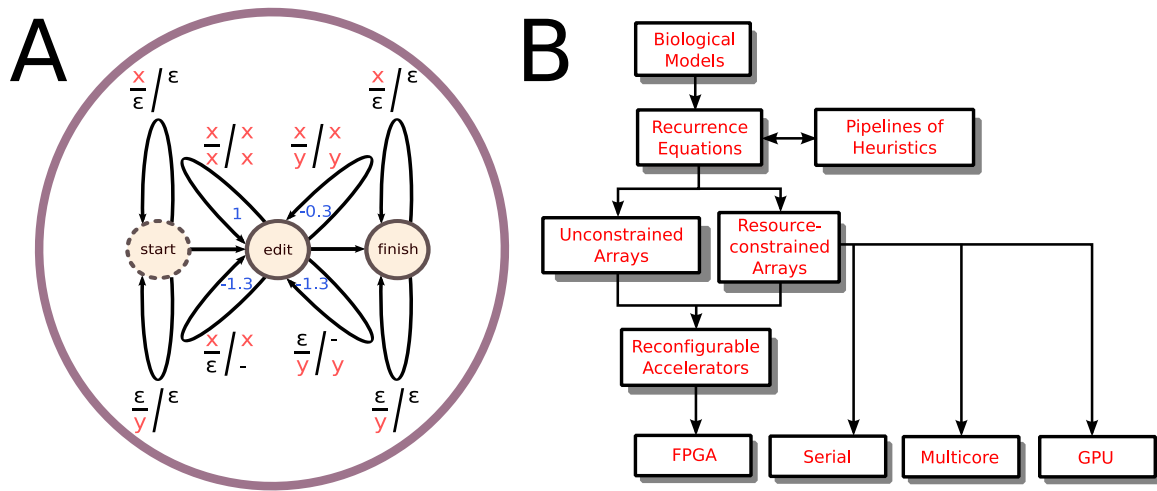 A
x/ε / ε
x/ε / ε
x/x / x x
x/y / x y
1
-0.3
start
edit
finish
-1.3
-1.3
x/ε / x -
ε/y / - y
ε/y / ε
ε/y / ε
B
Biological
Models
Recurrence
Equations
Pipelines of
Heuristics
Unconstrained
Arrays
Resource-
constrained
Arrays
Reconfigurable
Accelerators
FPGA
Serial
Multicore
GPU